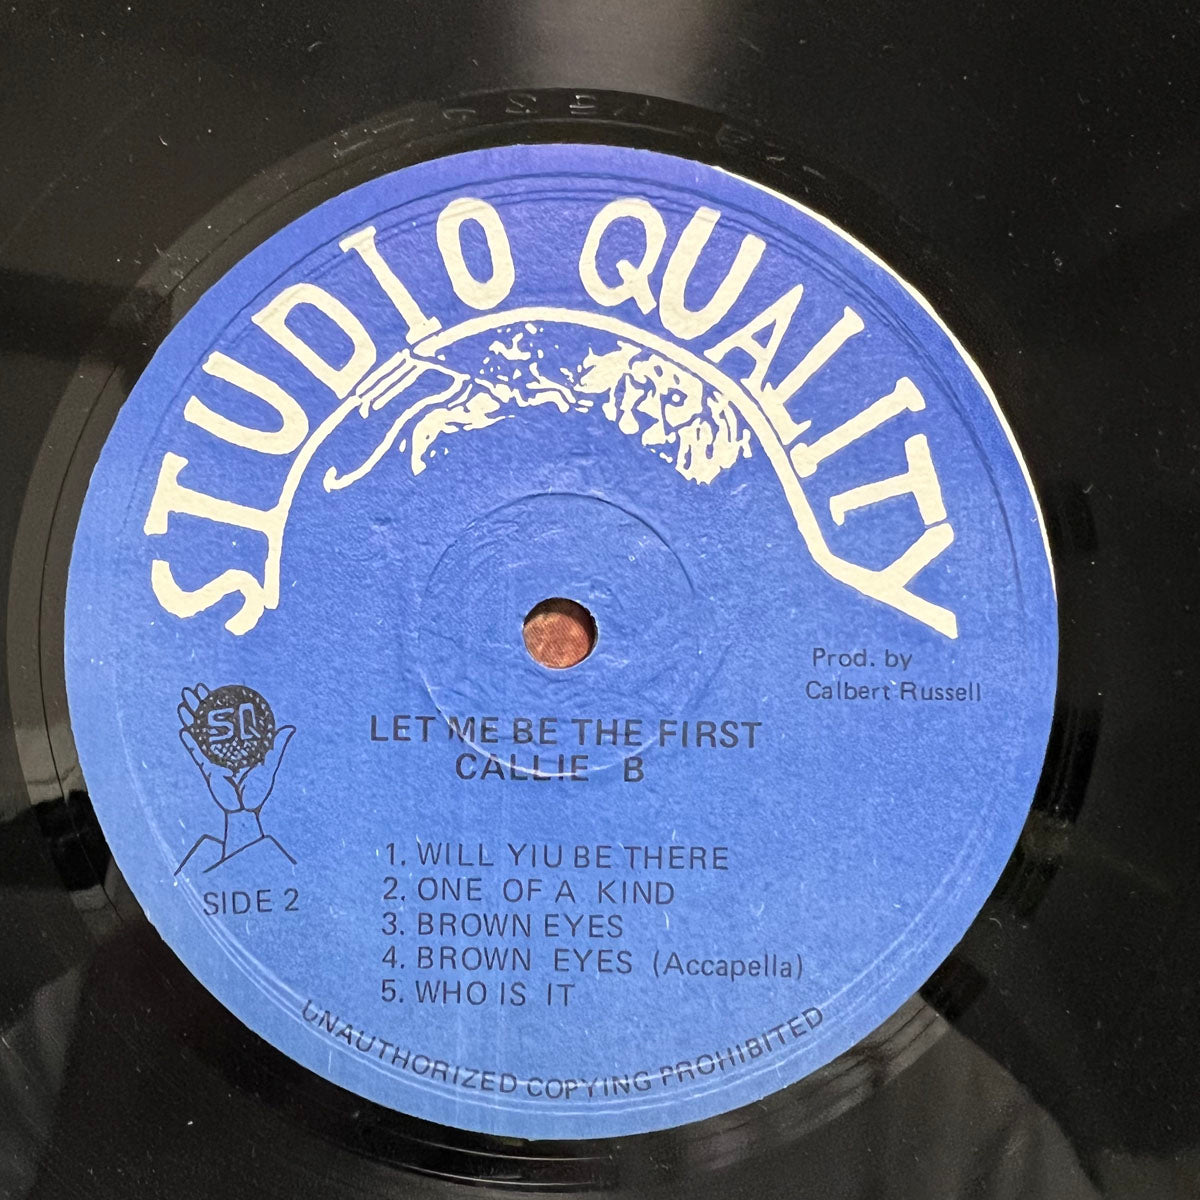 STUDIO QUALITY
Prod. by
Calbert Russell
SQ
LET ME BE THE FIRST
CALLIE B
1. WILL YIU BE THERE
2. ONE OF A KIND
3. BROWN EYES
4. BROWN EYES (Accapella)
5. WHO IS IT
SIDE 2
UNAUTHORIZED COPYING PROHIBITED